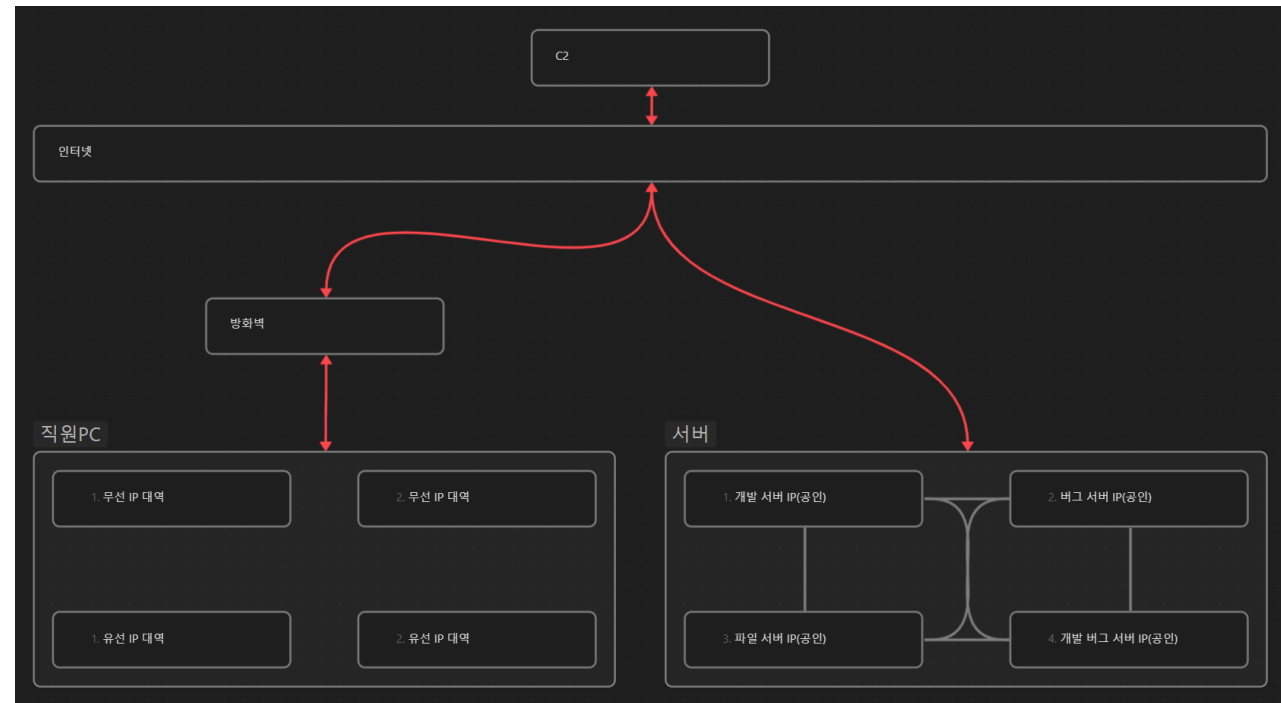 C2
인터넷
방화벽
직원PC
서버
1. 무선 IP 대역
2. 무선 IP 대역
1. 개발 서버 IP(공인)
2. 버그 서버 IP(공인)
1. 유선 IP 대역
2. 유선 IP 대역
3. 파일 서버 IP(공인)
4. 개발 버그 서버 IP(공인)